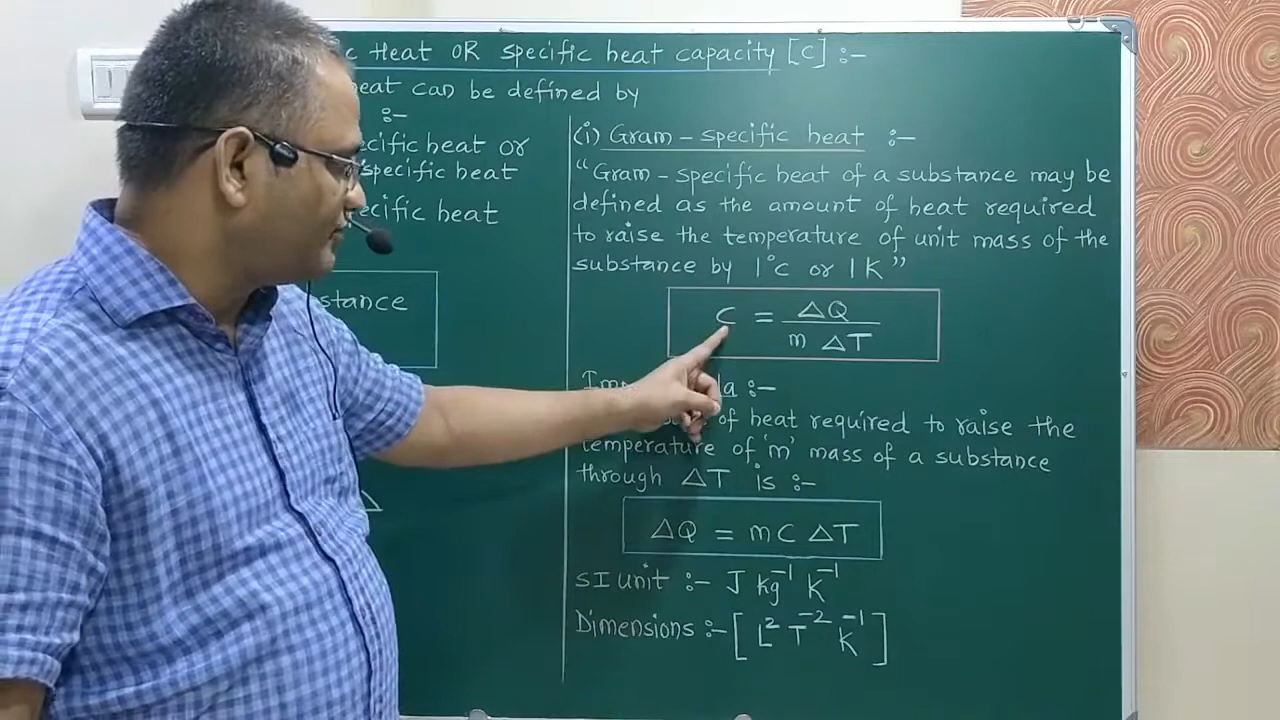 c Heat OR specific heat capacity [C] :-
heat can be defined by
:-
ecific heat or
specific heat
ecific heat
stance
(i) Gram - specific heat :-
"Gram - specific heat of a substance may be
defined as the amount of heat required
to raise the temperature of unit mass of the
substance by 1°c or 1K"
C = ΔQ / m ΔT
:-
of heat required to raise the
temperature of 'm' mass of a substance
through ΔT is :-
ΔQ = mC ΔT
SI unit :- J Kg⁻¹ K⁻¹
Dimensions :- [L² T⁻² K⁻¹]